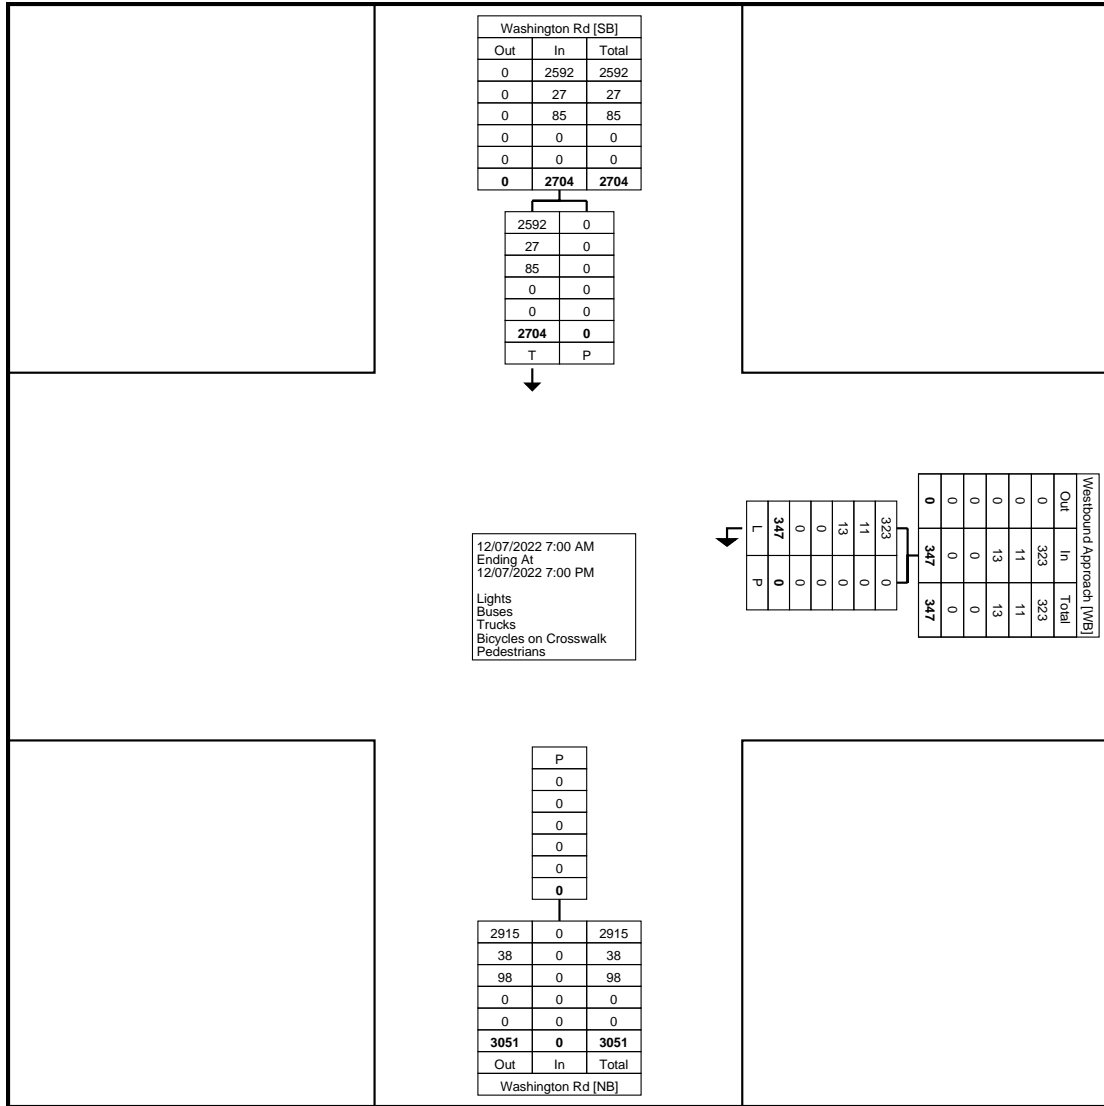 Washington Rd [SB]
Out In Total
0 2592 2592
0 27 27
0 85 85
0 0 0
0 0 0
0 2704 2704
2592 0
27 0
85 0
0 0
0 0
2704 0
T P
Westbound Approach [WB]
Out In Total
0 323 323
0 11 11
0 13 13
0 0 0
0 0 0
0 347 347
323 0
11 0
13 0
0 0
0 0
347 0
L P
12/07/2022 7:00 AM
Ending At
12/07/2022 7:00 PM
Lights
Buses
Trucks
Bicycles on Crosswalk
Pedestrians
P
0
0
0
0
0
0
2915 0 2915
38 0 38
98 0 98
0 0 0
0 0 0
3051 0 3051
Out In Total
Washington Rd [NB]